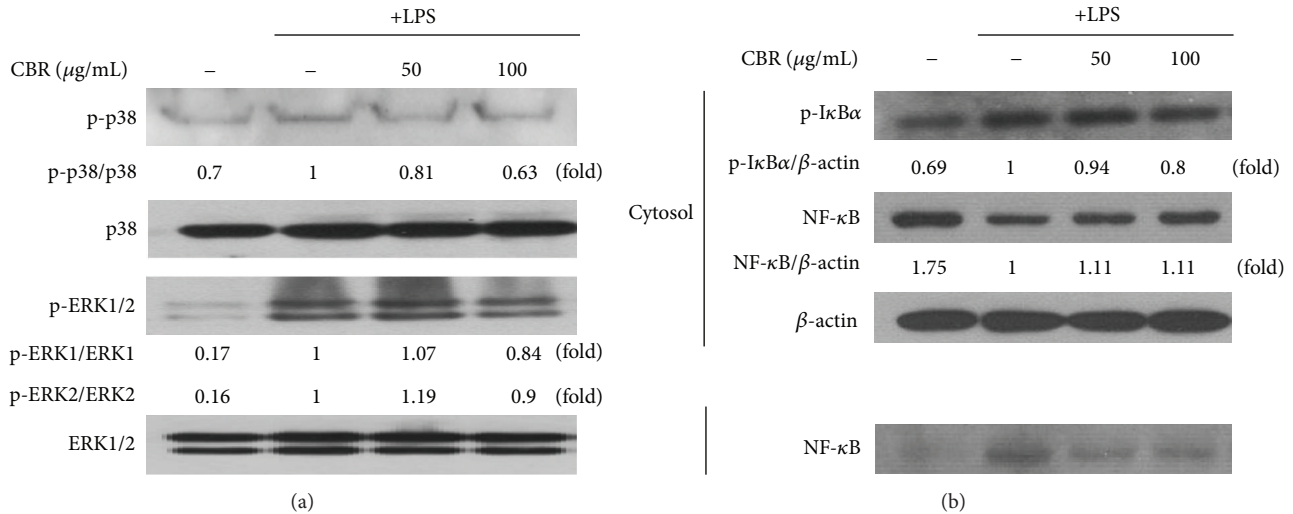 +LPS
CBR (μg/mL) – – 50 100
p-p38
p-p38/p38 0.7 1 0.81 0.63 (fold)
p38
p-ERK1/2
p-ERK1/ERK1 0.17 1 1.07 0.84 (fold)
p-ERK2/ERK2 0.16 1 1.19 0.9 (fold)
ERK1/2
(a)
+LPS
CBR (μg/mL) – – 50 100
Cytosol
p-IκBα
p-IκBα/β-actin 0.69 1 0.94 0.8 (fold)
NF-κB
NF-κB/β-actin 1.75 1 1.11 1.11 (fold)
β-actin
NF-κB
(b)